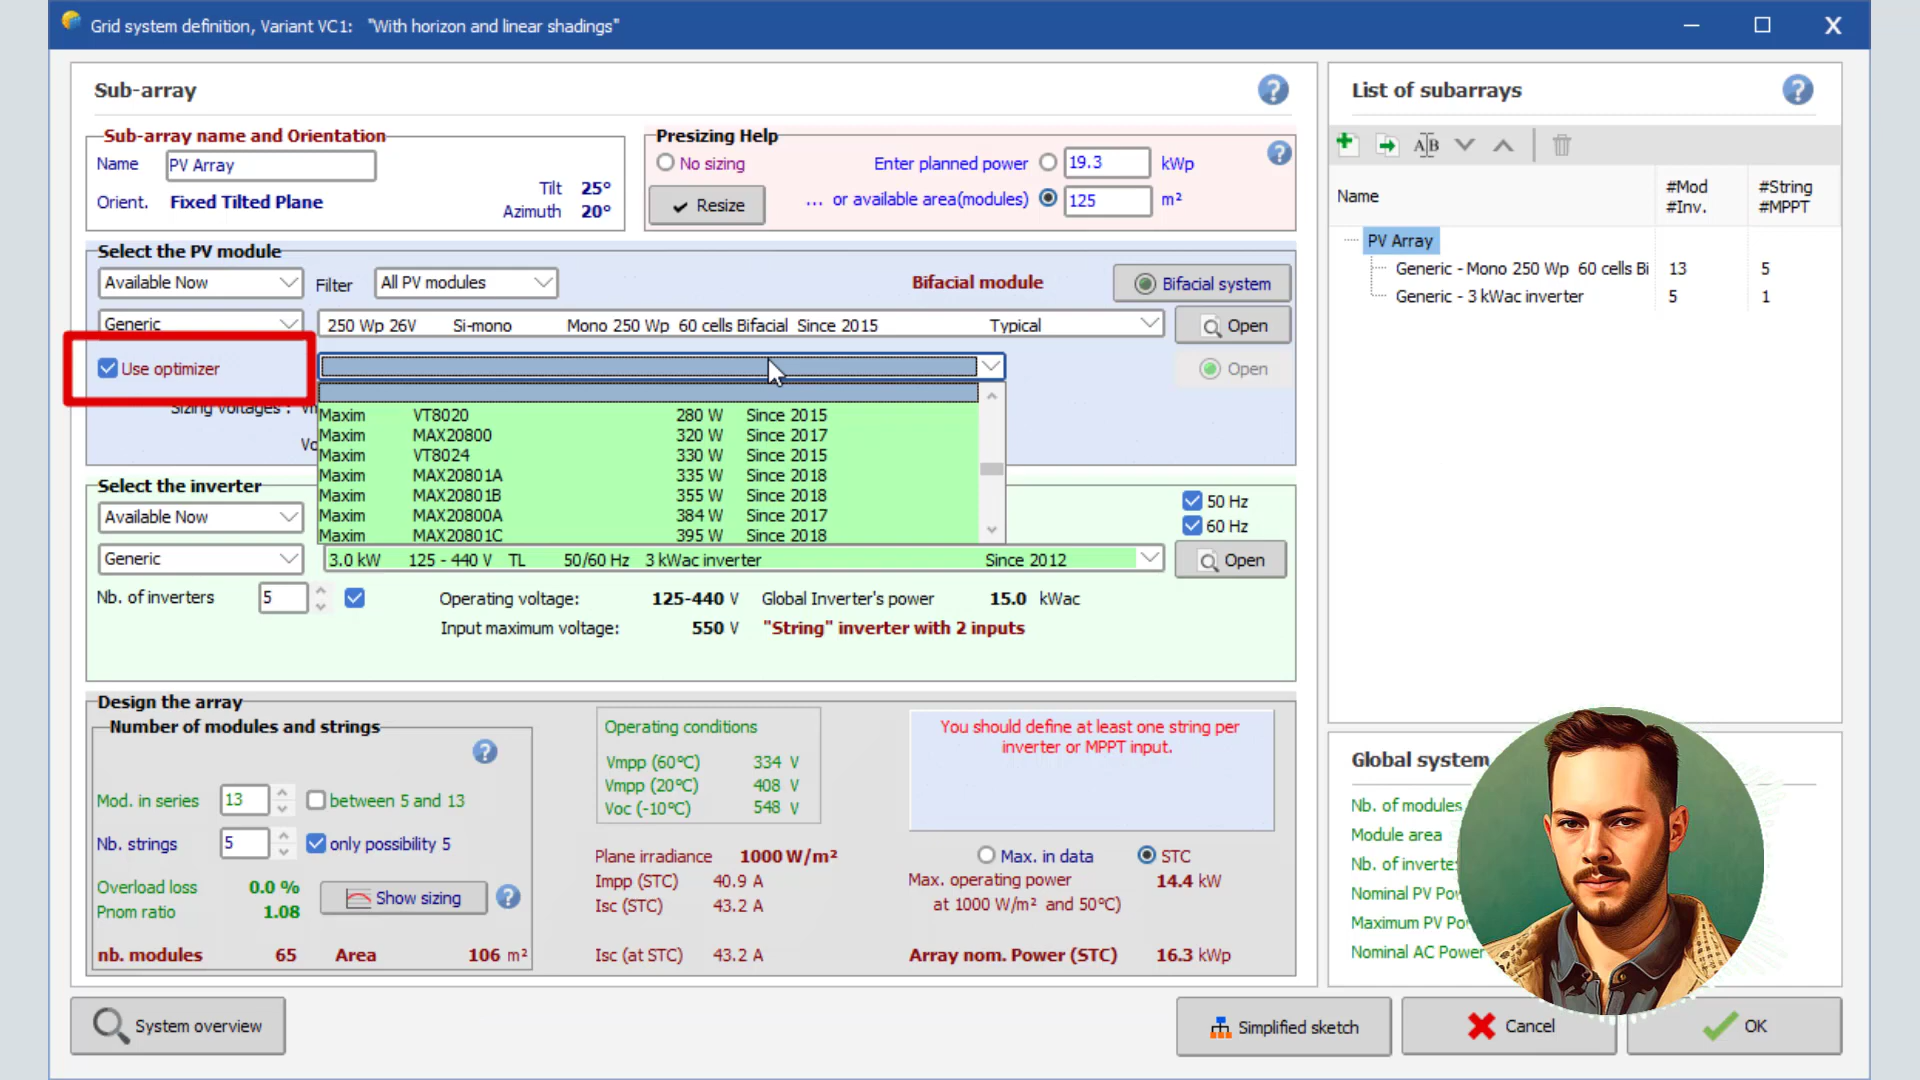 Grid system definition, Variant VC1:   "With horizon and linear shadings"
Sub-array
Sub-array name and Orientation
Name PV Array
Orient. Fixed Tilted Plane
Tilt 25°
Azimuth 20°
Presizing Help
No sizing
Enter planned power 19.3 kWp
Resize
... or available area(modules) 125 m²
Select the PV module
Available Now
Filter All PV modules
Bifacial module
Bifacial system
Generic
250 Wp 26V Si-mono Mono 250 Wp 60 cells Bifacial Since 2015 Typical
Open
Use optimizer
Open
Sizing voltages :
Maxim VT8020 280 W Since 2015
Maxim MAX20800 320 W Since 2017
Maxim VT8024 330 W Since 2015
Maxim MAX20801A 335 W Since 2018
Maxim MAX20801B 355 W Since 2018
Maxim MAX20800A 384 W Since 2017
Maxim MAX20801C 395 W Since 2018
Select the inverter
Available Now
50 Hz
60 Hz
Generic
3.0 kW 125 - 440 V TL 50/60 Hz 3 kWac inverter Since 2012
Open
Nb. of inverters 5
Operating voltage: 125-440 V Global Inverter's power 15.0 kWac
Input maximum voltage: 550 V "String" inverter with 2 inputs
Design the array
Number of modules and strings
Mod. in series 13 between 5 and 13
Nb. strings 5 only possibility 5
Overload loss 0.0 %
Pnom ratio 1.08
Show sizing
nb. modules 65 Area 106 m²
Operating conditions
Vmpp (60°C) 334 V
Vmpp (20°C) 408 V
Voc (-10°C) 548 V
Plane irradiance 1000 W/m²
Impp (STC) 40.9 A
Isc (STC) 43.2 A
Isc (at STC) 43.2 A
You should define at least one string per
inverter or MPPT input.
Max. in data STC
Max. operating power 14.4 kW
at 1000 W/m² and 50°C)
Array nom. Power (STC) 16.3 kWp
List of subarrays
Name
#Mod #String
#Inv. #MPPT
PV Array
Generic - Mono 250 Wp 60 cells Bi 13 5
Generic - 3 kWac inverter 5 1
Global system
Nb. of modules
Module area
Nb. of
Nominal PV
Maximum PV
Nominal AC Power
System overview
Simplified sketch
Cancel
OK